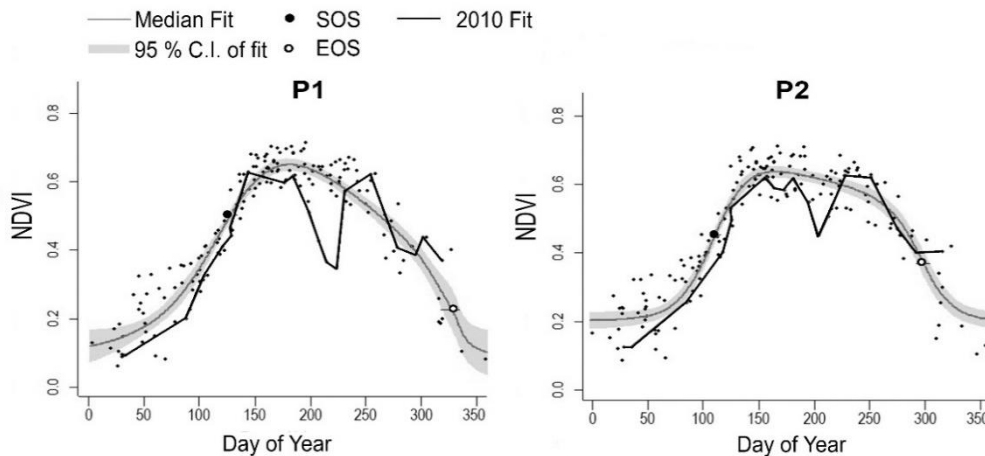 Median Fit SOS 2010 Fit
95 % C.I. of fit EOS
P1
NDVI
0.8
0.6
0.4
0.2
0.0
0 50 100 150 200 250 300 350
Day of Year
P2
NDVI
0.8
0.6
0.4
0.2
0.0
0 50 100 150 200 250 300 350
Day of Year